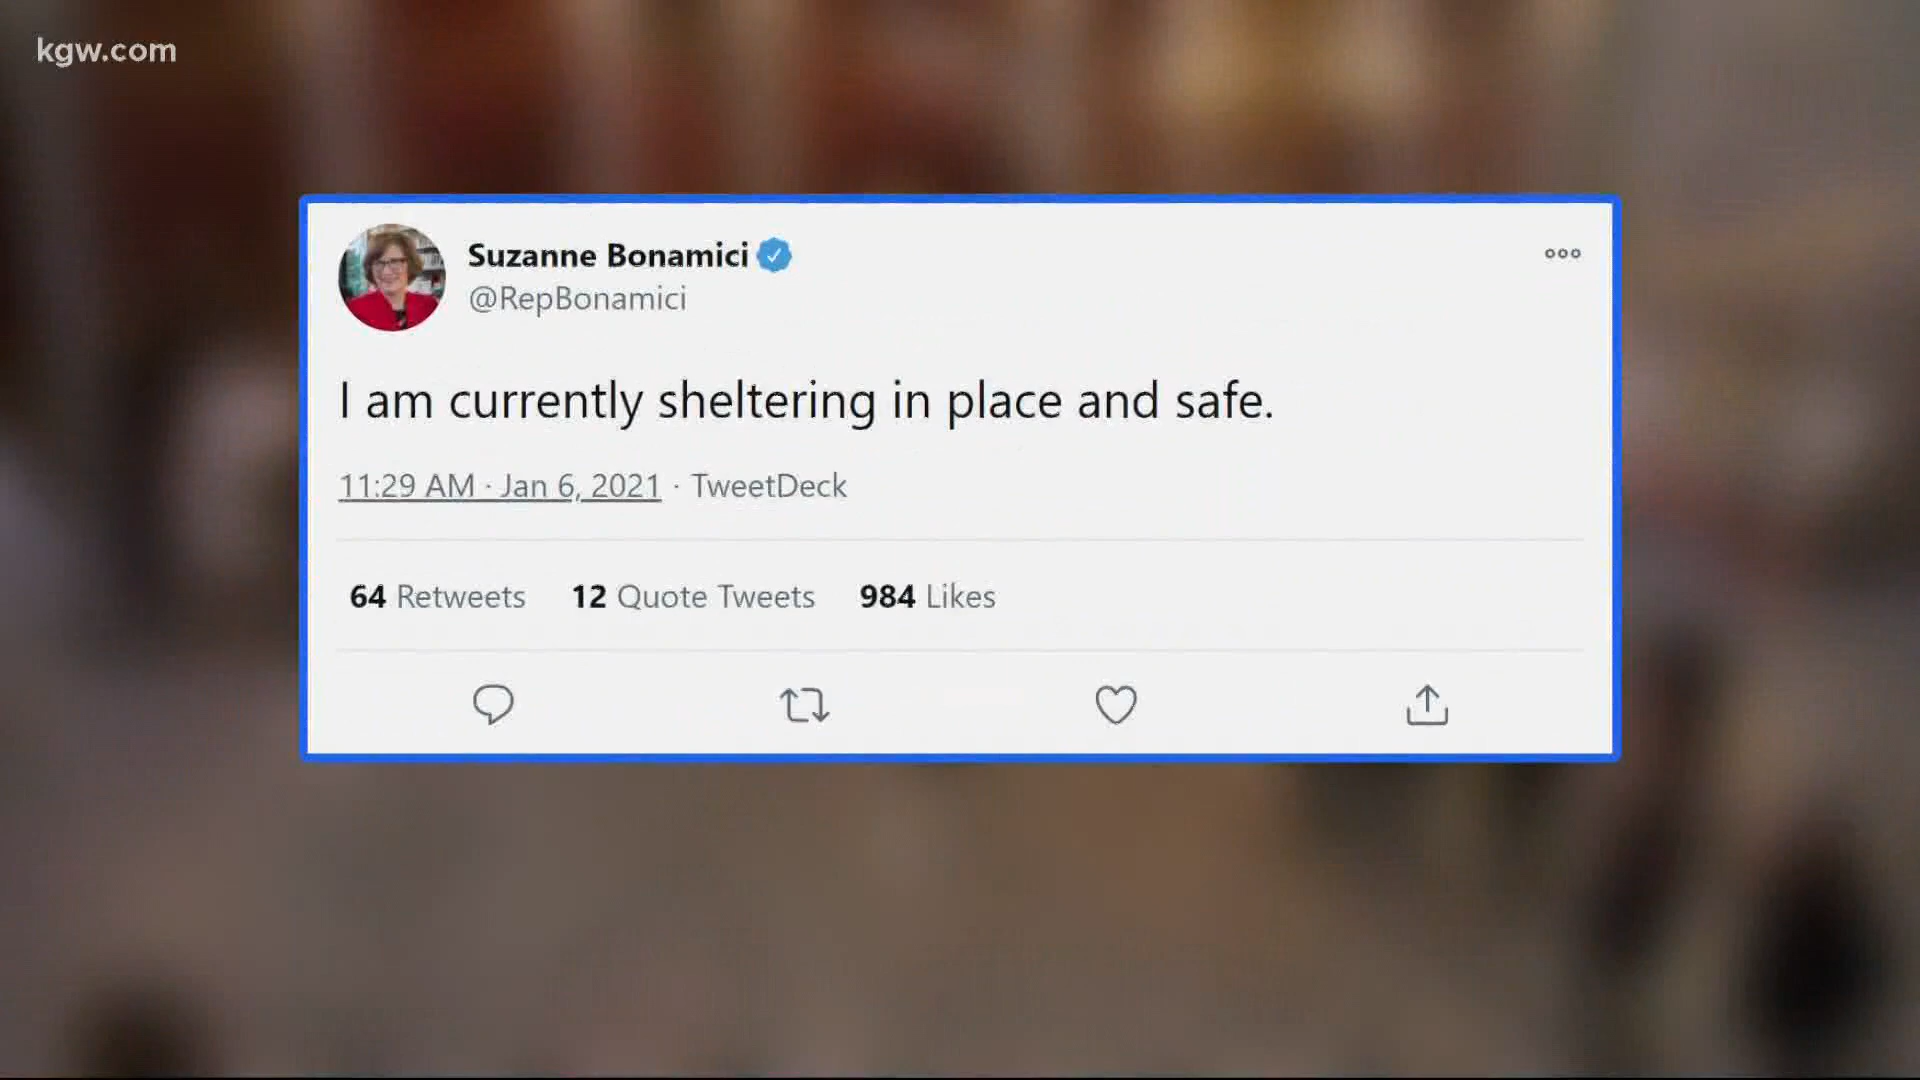 kgw.com
Suzanne Bonamici
@RepBonamici
I am currently sheltering in place and safe.
11:29 AM · Jan 6, 2021 · TweetDeck
64 Retweets 12 Quote Tweets 984 Likes